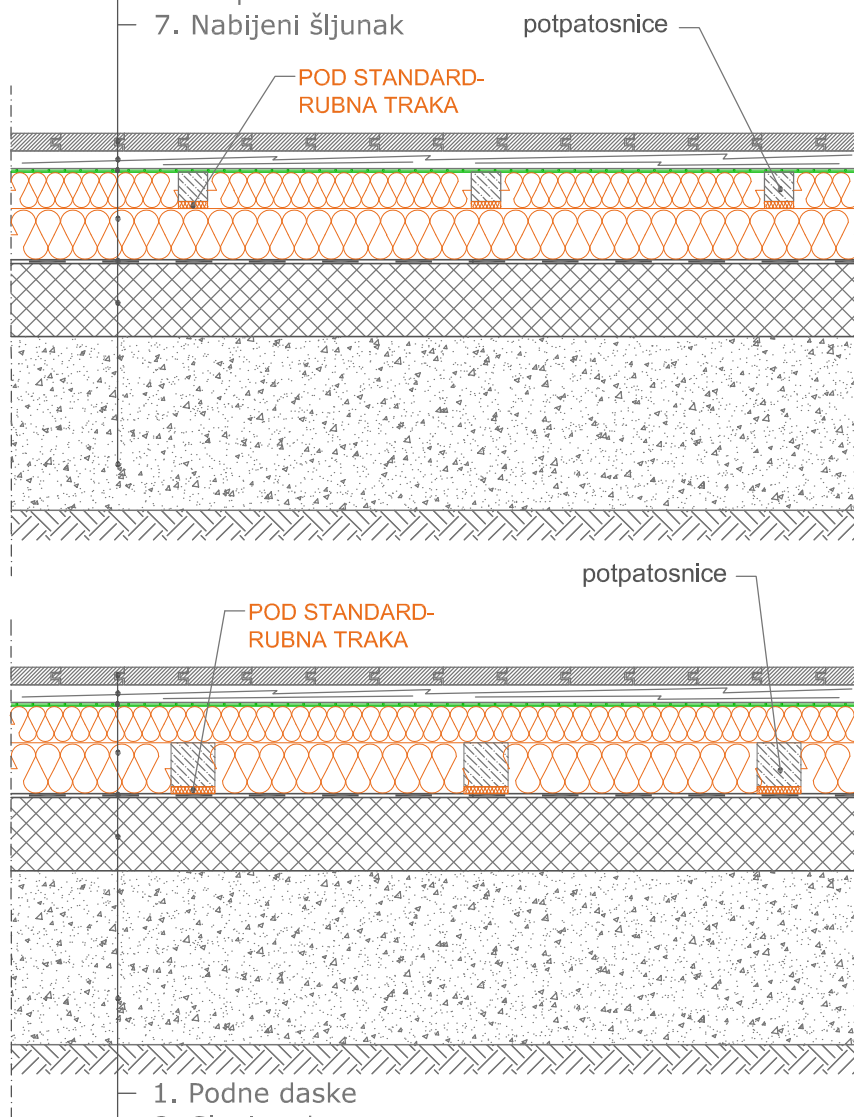 7. Nabijeni šljunak
potpatosnice
POD STANDARD-
RUBNA TRAKA
potpatosnice
POD STANDARD-
RUBNA TRAKA
1. Podne daske